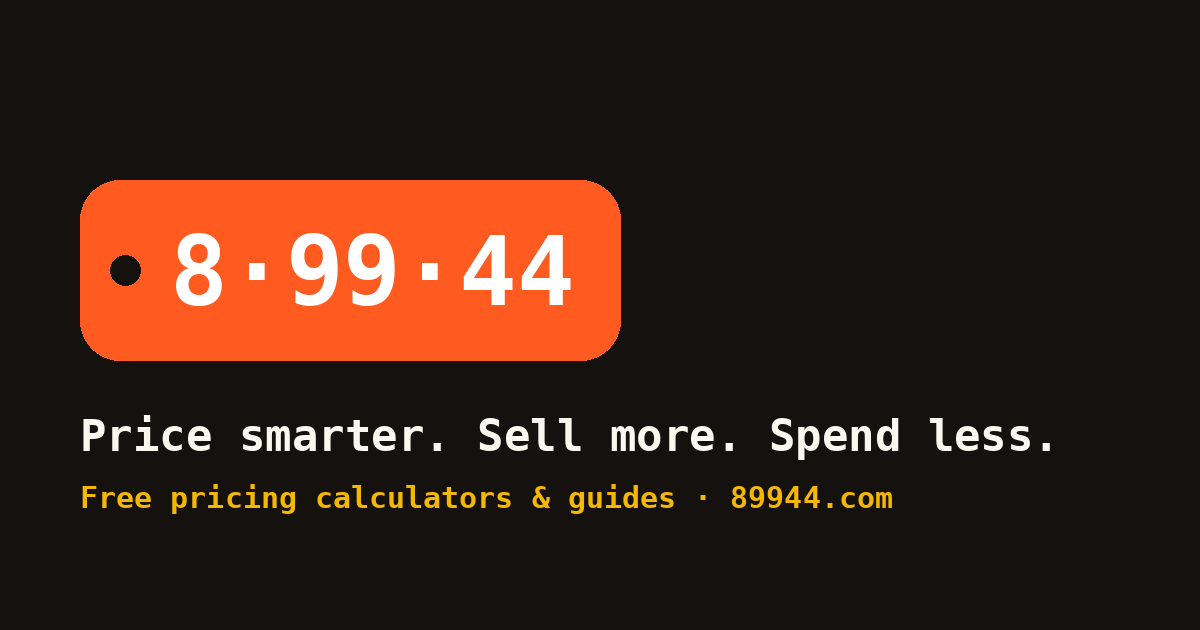 8·99·44
Price smarter. Sell more. Spend less.
Free pricing calculators & guides · 89944.com